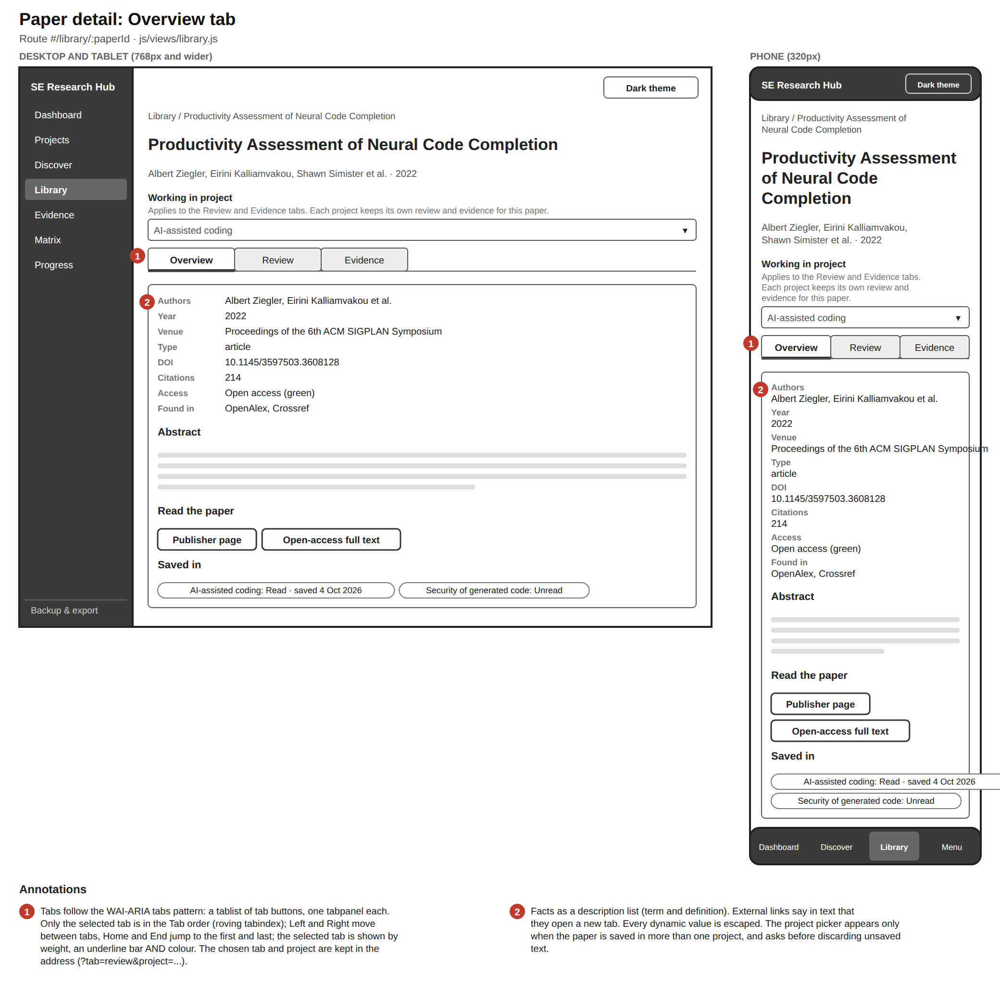 Paper detail: Overview tab
Route #/library/:paperId · js/views/library.js
DESKTOP AND TABLET (768px and wider)
SE Research Hub
Dashboard
Projects
Discover
Library
Evidence
Matrix
Progress
Backup & export
Dark theme
Library / Productivity Assessment of Neural Code Completion
Productivity Assessment of Neural Code Completion
Albert Ziegler, Eirini Kalliamvakou, Shawn Simister et al. · 2022
Working in project
Applies to the Review and Evidence tabs. Each project keeps its own review and evidence for this paper.
AI-assisted coding ▼
1
Overview Review Evidence
2
Authors Albert Ziegler, Eirini Kalliamvakou et al.
Year 2022
Venue Proceedings of the 6th ACM SIGPLAN Symposium
Type article
DOI 10.1145/3597503.3608128
Citations 214
Access Open access (green)
Found in OpenAlex, Crossref
Abstract
Read the paper
Publisher page Open-access full text
Saved in
AI-assisted coding: Read · saved 4 Oct 2026 Security of generated code: Unread
PHONE (320px)
SE Research Hub Dark theme
Library / Productivity Assessment of
Neural Code Completion
Productivity Assessment
of Neural Code
Completion
Albert Ziegler, Eirini Kalliamvakou,
Shawn Simister et al. · 2022
Working in project
Applies to the Review and Evidence tabs.
Each project keeps its own review and
evidence for this paper.
AI-assisted coding ▼
1
Overview Review Evidence
2
Authors
Albert Ziegler, Eirini Kalliamvakou et al.
Year
2022
Venue
Proceedings of the 6th ACM SIGPLAN Symposium
Type
article
DOI
10.1145/3597503.3608128
Citations
214
Access
Open access (green)
Found in
OpenAlex, Crossref
Abstract
Read the paper
Publisher page
Open-access full text
Saved in
AI-assisted coding: Read · saved 4 Oct 2026
Security of generated code: Unread
Dashboard Discover Library Menu
Annotations
1
Tabs follow the WAI-ARIA tabs pattern: a tablist of tab buttons, one tabpanel each.
Only the selected tab is in the Tab order (roving tabindex); Left and Right move
between tabs, Home and End jump to the first and last; the selected tab is shown by
weight, an underline bar AND colour. The chosen tab and project are kept in the
address (?tab=review&project=...).
2
Facts as a description list (term and definition). External links say in text that
they open a new tab. Every dynamic value is escaped. The project picker appears only
when the paper is saved in more than one project, and asks before discarding unsaved
text.